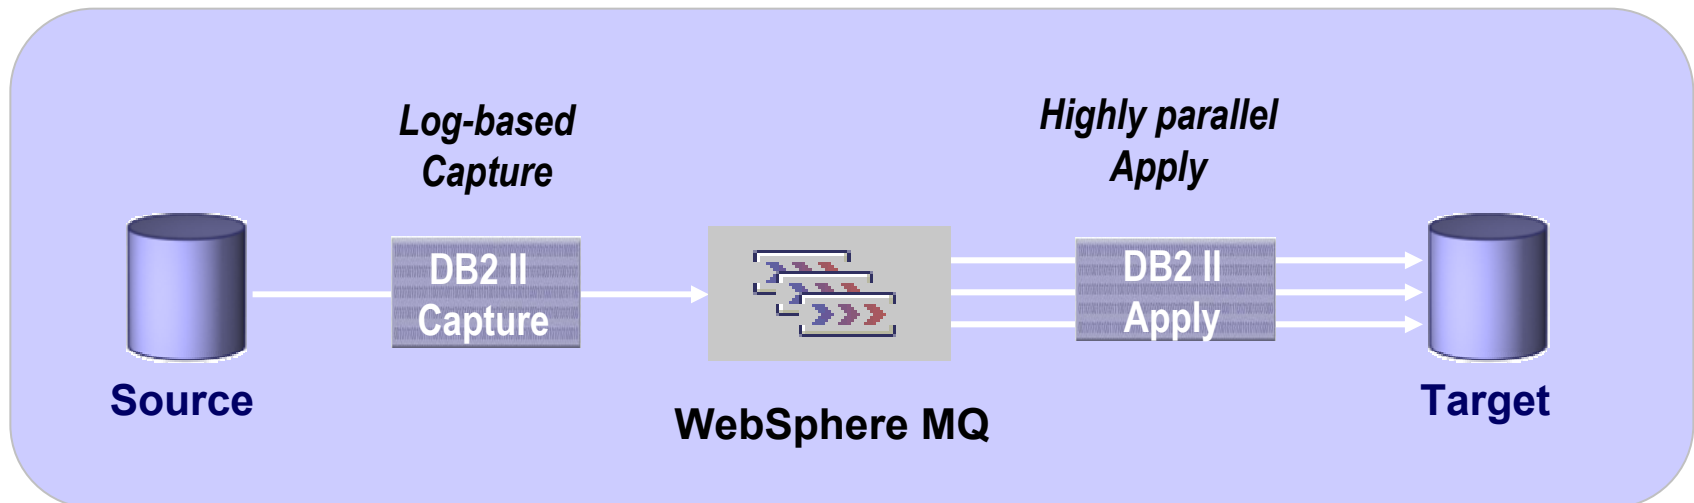 Log-based
Capture
Highly parallel
Apply
DB2 II
Capture
DB2 II
Apply
Source
WebSphere MQ
Target